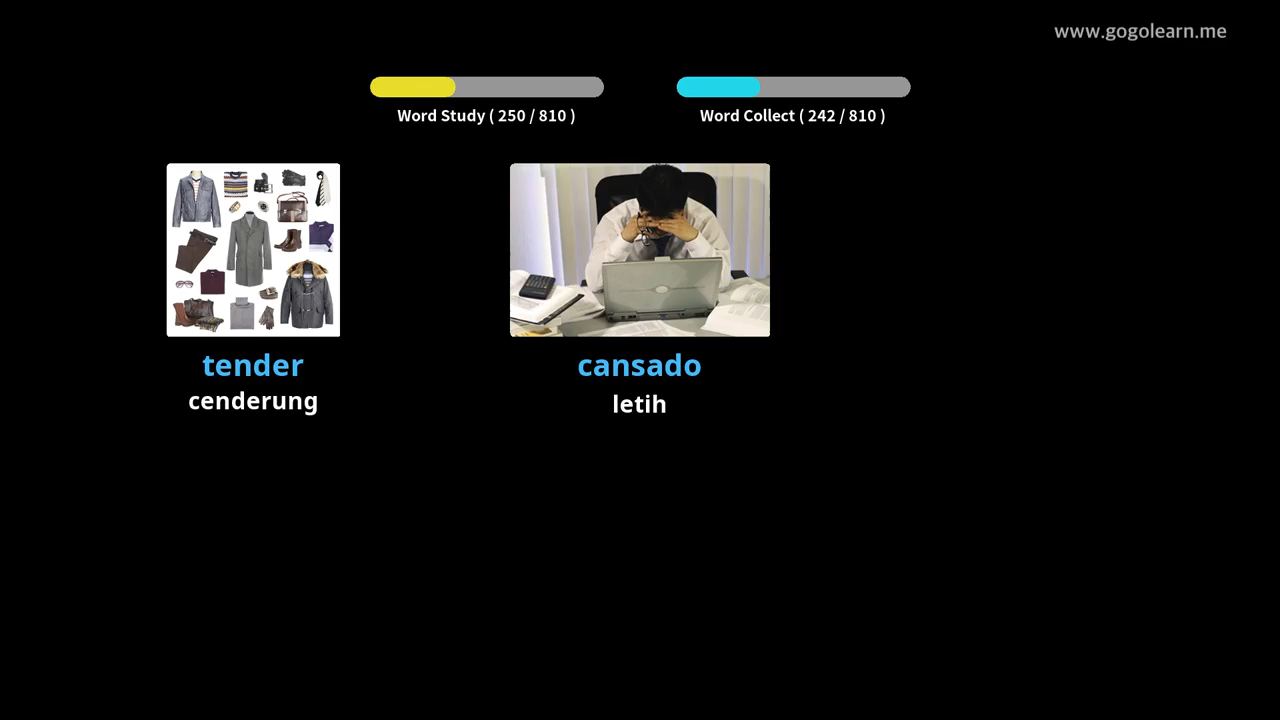 www.gogolearn.me
Word Study ( 250 / 810 )
Word Collect ( 242 / 810 )
tender
cenderung
cansado
letih